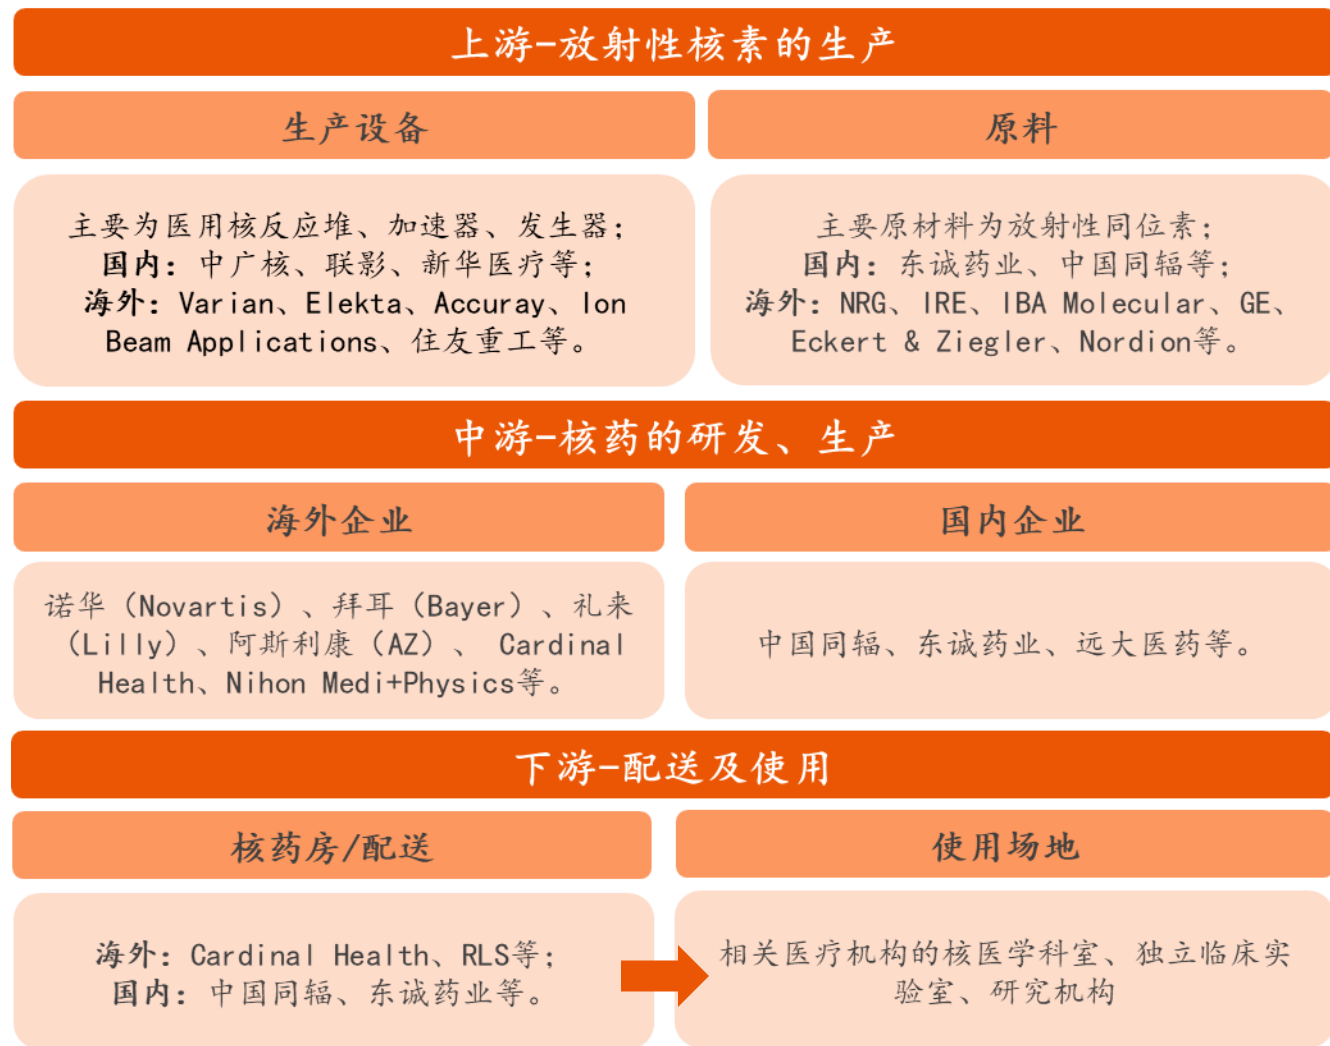 上游-放射性核素的生产
生产设备
原料
主要为医用核反应堆、加速器、发生器；
国内：中广核、联影、新华医疗等；
海外：Varian、Elekta、Accuray、Ion
Beam Applications、住友重工等。
主要原材料为放射性同位素；
国内：东诚药业、中国同辐等；
海外：NRG、IRE、IBA Molecular、GE、
Eckert & Ziegler、Nordion等。
中游-核药的研发、生产
海外企业
国内企业
诺华（Novartis）、拜耳（Bayer）、礼来
（Lilly）、阿斯利康（AZ）、 Cardinal
Health、Nihon Medi+Physics等。
中国同辐、东诚药业、远大医药等。
下游-配送及使用
核药房/配送
使用场地
海外：Cardinal Health、RLS等；
国内：中国同辐、东诚药业等。
相关医疗机构的核医学科室、独立临床实
验室、研究机构